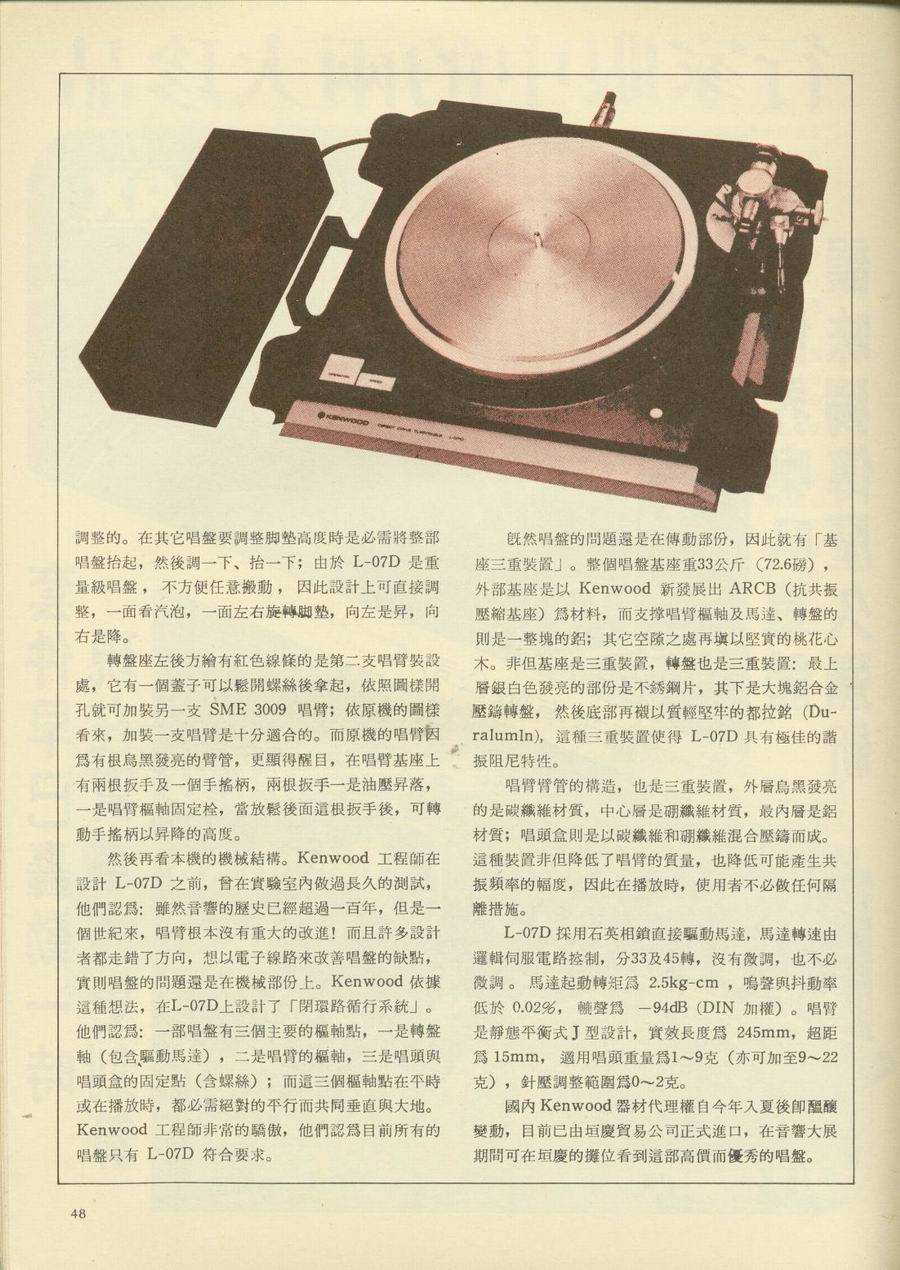 KENWOOD DIRECT DRIVE TURNTABLE L-07D
調整的。在其它唱盤要調整脚墊高度時是必需將整部
唱盤抬起，然後調一下、抬一下；由於 L-07D 是重
量級唱盤， 不方便任意搬動， 因此設計上可直接調
整，一面看汽泡，一面左右旋轉脚墊，向左是昇，向
右是降。
轉盤座左後方繪有紅色線條的是第二支唱臂裝設
處，它有一個蓋子可以鬆開螺絲後拿起，依照圖樣開
孔就可加裝另一支 SME 3009 唱臂；依原機的圖樣
看來，加裝一支唱臂是十分適合的。而原機的唱臂因
爲有根烏黑發亮的臂管，更顯得醒目，在唱臂基座上
有兩根扳手及一個手搖柄，兩根扳手一是油壓昇落，
一是唱臂樞軸固定栓，當放鬆後面這根扳手後，可轉
動手搖柄以昇降的高度。
然後再看本機的機械結構。Kenwood 工程師在
設計 L-07D 之前，曾在實驗室內做過長久的測試，
他們認爲：雖然音響的歷史已經超過一百年，但是一
個世紀來，唱臂根本沒有重大的改進！而且許多設計
者都走錯了方向，想以電子線路來改善唱盤的缺點，
實則唱盤的問題還是在機械部份上。Kenwood 依據
這種想法，在L-07D上設計了「閉環路循行系統」。
他們認爲：一部唱盤有三個主要的樞軸點，一是轉盤
軸（包含驅動馬達），二是唱臂的樞軸，三是唱頭與
唱頭盒的固定點（含螺絲）；而這三個樞軸點在平時
或在播放時，都必需絕對的平行而共同垂直與大地。
Kenwood 工程師非常的驕傲，他們認爲目前所有的
唱盤只有 L-07D 符合要求。
旣然唱盤的問題還是在傳動部份，因此就有「基
座三重裝置」。整個唱盤基座重33公斤（72.6磅），
外部基座是以 Kenwood 新發展出 ARCB（抗共振
壓縮基座）爲材料，而支撐唱臂樞軸及馬達、轉盤的
則是一整塊的鋁；其它空隙之處再塡以堅實的桃花心
木。非但基座是三重裝置，轉盤也是三重裝置：最上
層銀白色發亮的部份是不銹鋼片，其下是大塊鋁合金
壓鑄轉盤， 然後底部再襯以質輕堅牢的都拉鋁（Du-
ralumln)，這種三重裝置使得 L-07D 具有極佳的諧
振阻尼特性。
唱臂臂管的構造，也是三重裝置，外層烏黑發亮
的是碳纖維材質，中心層是硼纖維材質，最內層是鋁
材質；唱頭盒則是以碳纖維和硼纖維混合壓鑄而成。
這種裝置非但降低了唱臂的質量，也降低可能產生共
振頻率的幅度，因此在播放時，使用者不必做任何隔
離措施。
L-07D 採用石英相鎖直接驅動馬達，馬達轉速由
邏輯伺服電路控制，分33及45轉，沒有微調，也不必
微調 。 馬達起動轉矩爲 2.5kg-cm ，鳴聲與抖動率
低於 0.02%， 輛聲爲 －94dB（DIN 加權）。唱臂
是靜態平衡式J型設計，實效長度爲 245mm，超距
爲 15mm， 適用唱頭重量爲1～9克（亦可加至9～22
克），針壓調整範圍爲0～2克。
國內 Kenwood 器材代理權自今年入夏後卽醞釀
變動，目前已由垣慶貿易公司正式進口，在音響大展
期間可在垣慶的攤位看到這部高價而優秀的唱盤。
48